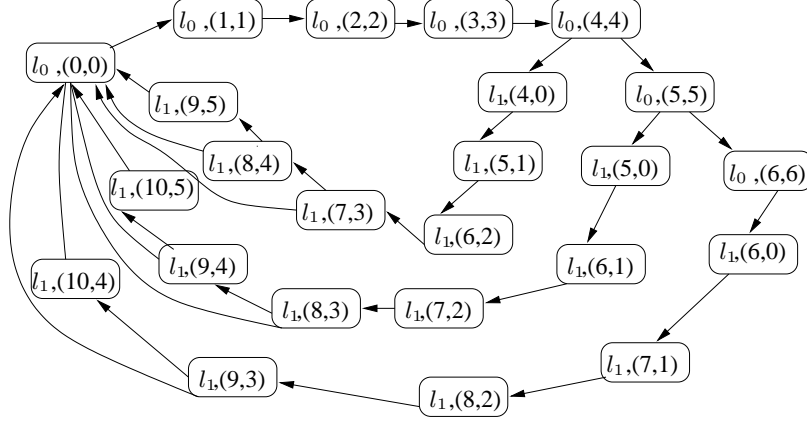 l₀ ,(1,1)
l₀ ,(2,2)
l₀ ,(3,3)
l₀,(4,4)
l₀ ,(0,0)
l₁,(9,5)
l₁,(4,0)
l₀,(5,5)
l₁,(8,4)
l₁,(5,1)
l₁,(5,0)
l₀ ,(6,6)
l₁,(10,5)
l₁,(7,3)
l₁,(6,2)
l₁,(6,0)
l₁,(9,4)
l₁,(6,1)
l₁,(10,4)
l₁,(8,3)
l₁,(7,2)
l₁,(7,1)
l₁,(9,3)
l₁,(8,2)